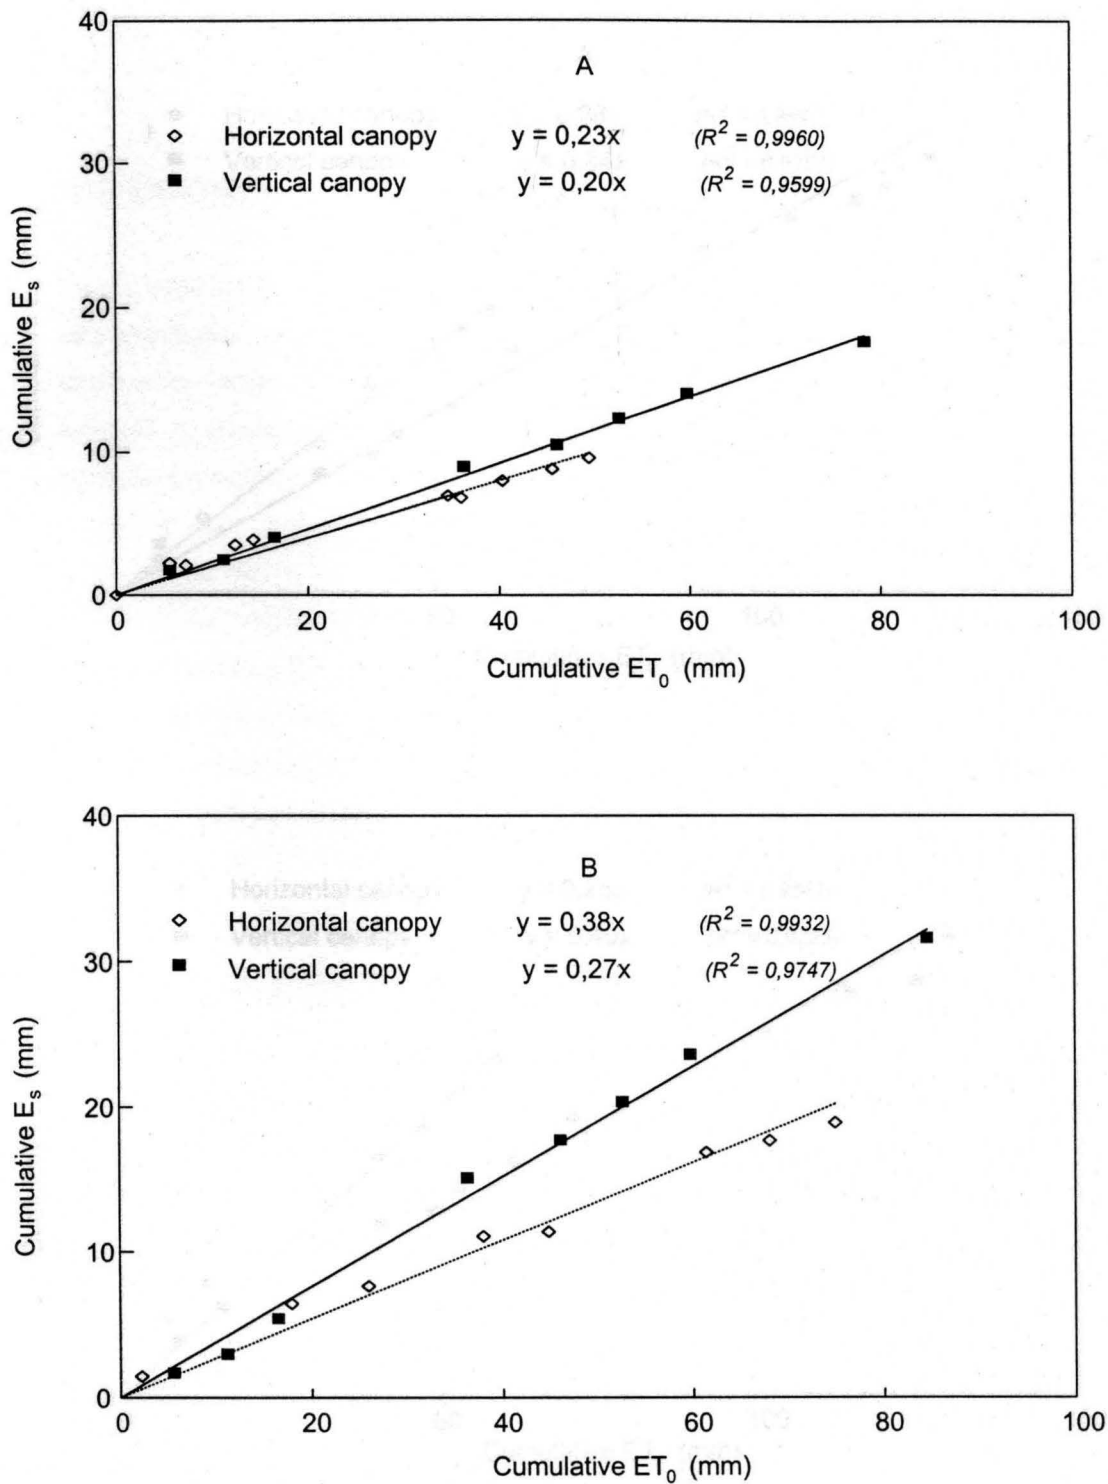 A
Horizontal canopy y = 0,23x (R² = 0,9960)
Vertical canopy y = 0,20x (R² = 0,9599)
40
30
20
10
0
Cumulative Eₛ (mm)
0 20 40 60 80 100
Cumulative ET₀ (mm)
B
Horizontal canopy y = 0,38x (R² = 0,9932)
Vertical canopy y = 0,27x (R² = 0,9747)
40
30
20
10
0
Cumulative Eₛ (mm)
0 20 40 60 80 100
Cumulative ET₀ (mm)